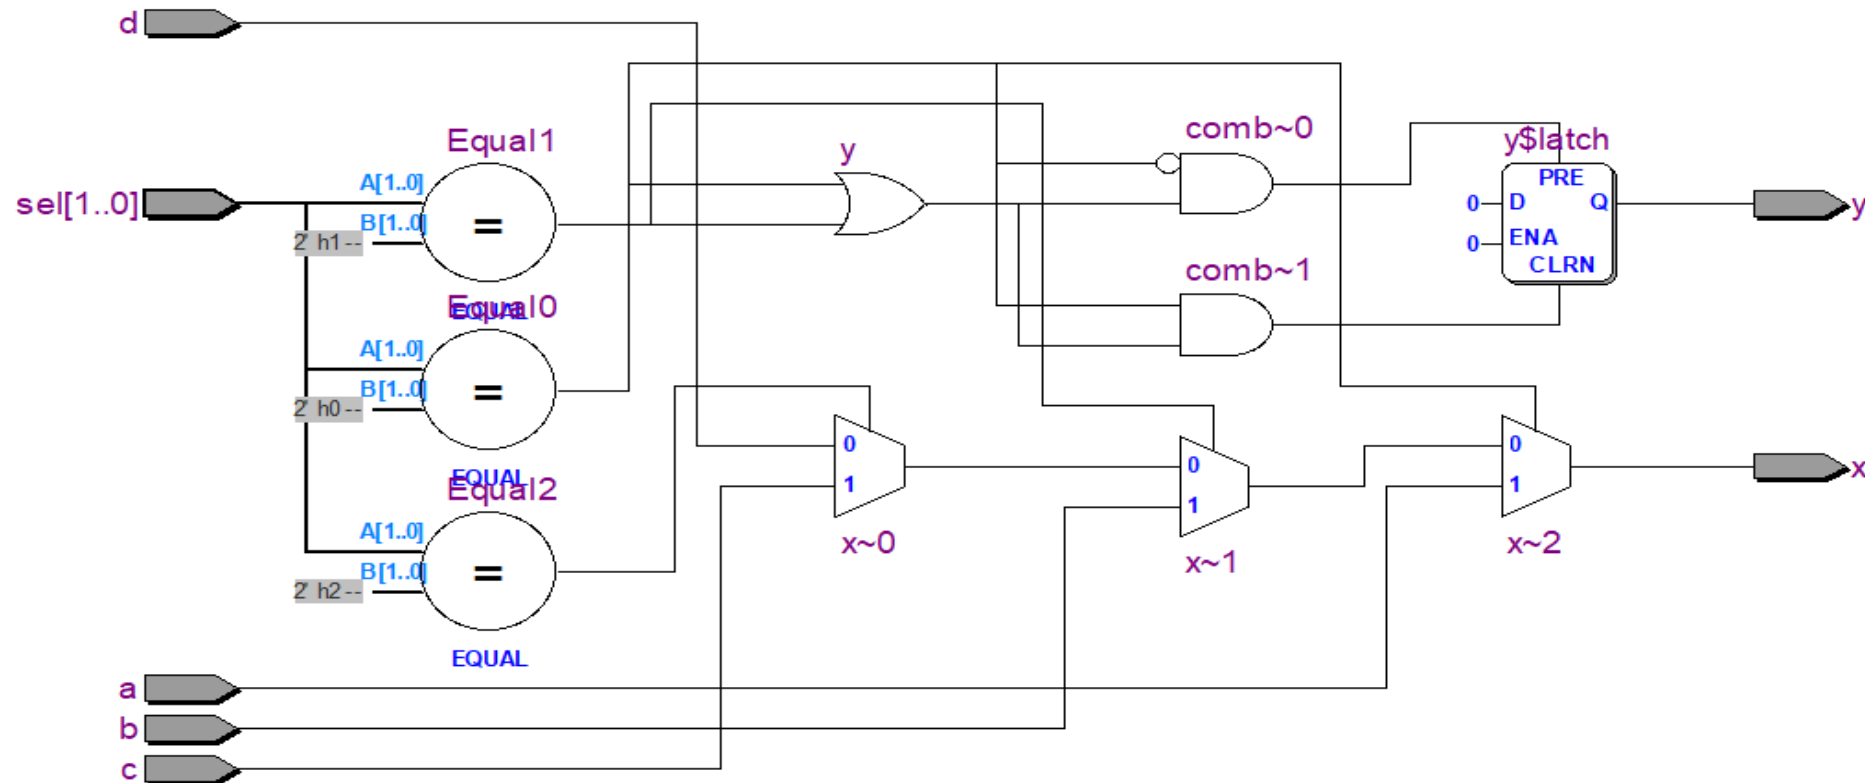 d
Equal1
comb~0
y
y$latch
A[1..0]
PRE
sel[1..0]
0
D
Q
y
B[1..0]
=
2' h1 --
0
ENA
CLRN
comb~1
EQUAL
Equal0
A[1..0]
B[1..0]
=
2' h0 --
0
0
0
1
1
1
x
EQUAL
Equal2
A[1..0]
x~0
x~1
x~2
B[1..0]
=
2' h2 --
EQUAL
a
b
c